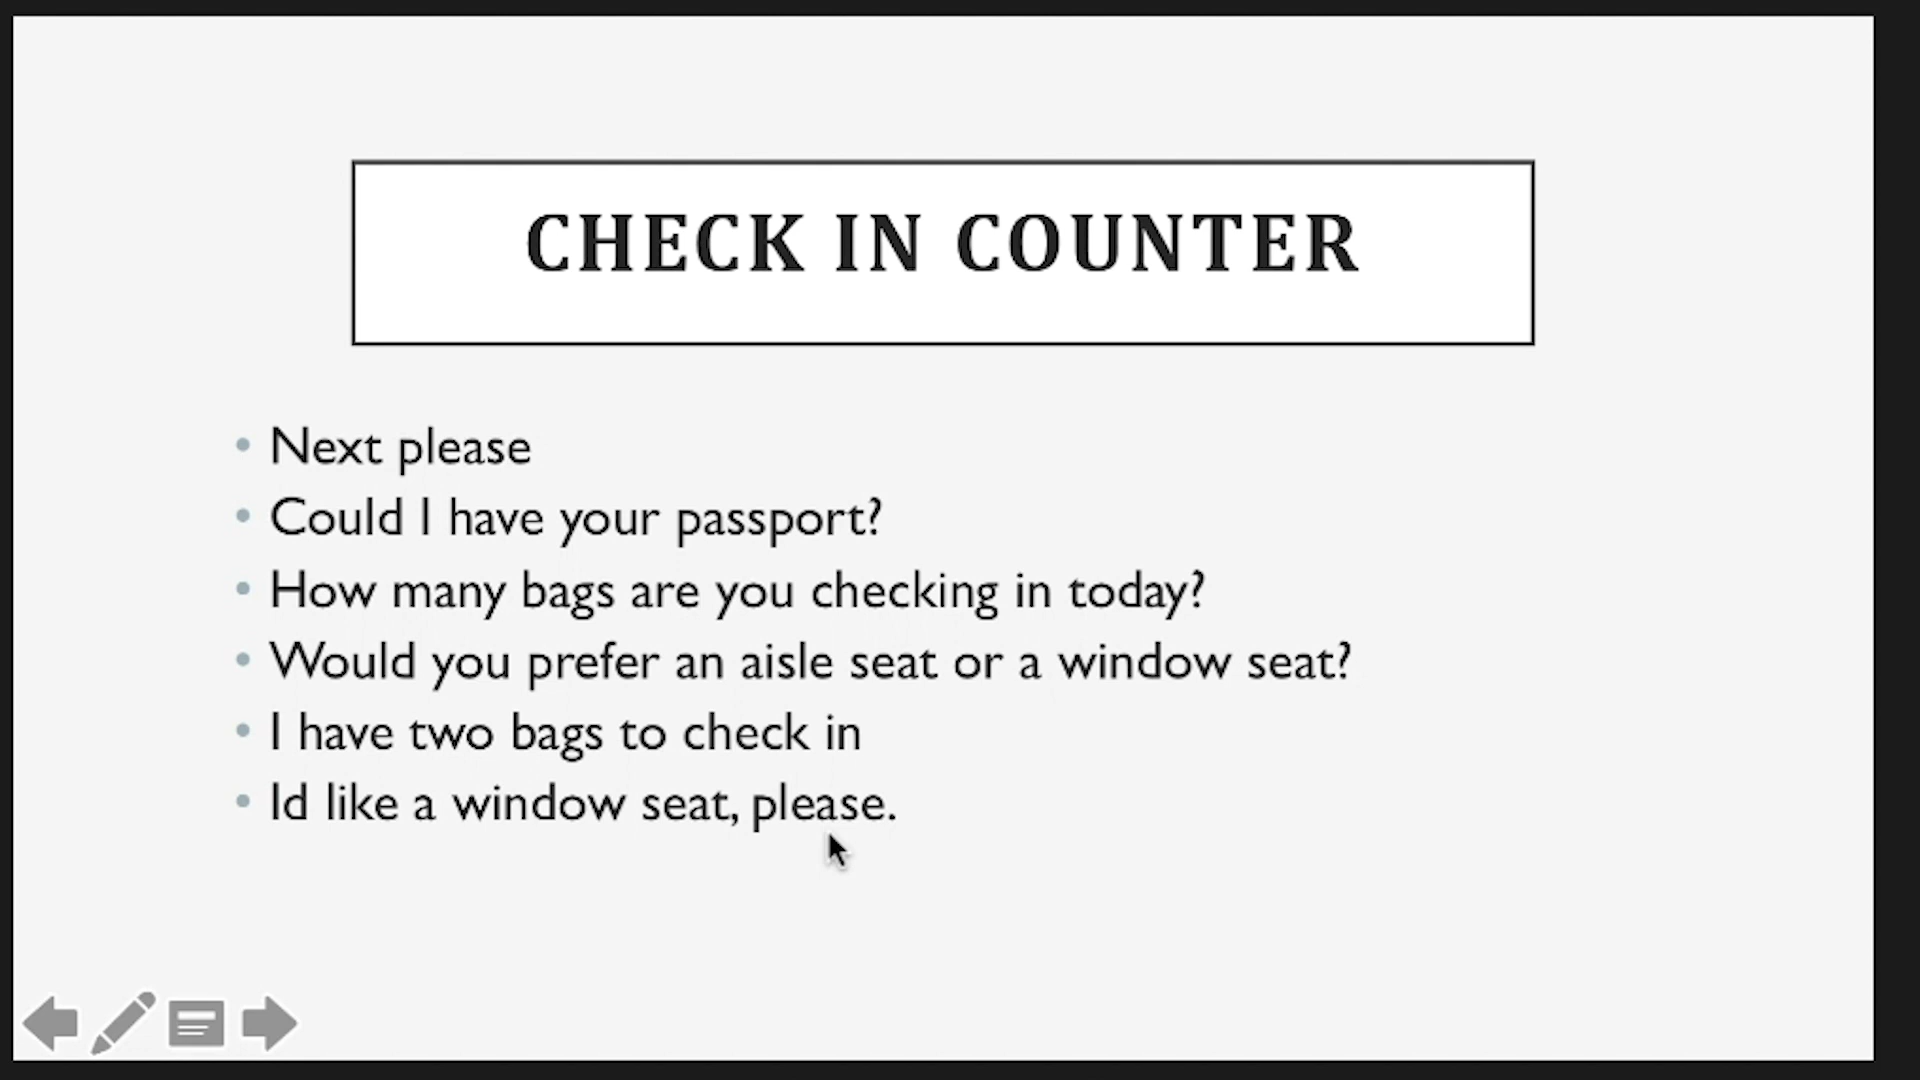 CHECK IN COUNTER
• Next please
• Could I have your passport?
• How many bags are you checking in today?
• Would you prefer an aisle seat or a window seat?
• I have two bags to check in
• Id like a window seat, please.